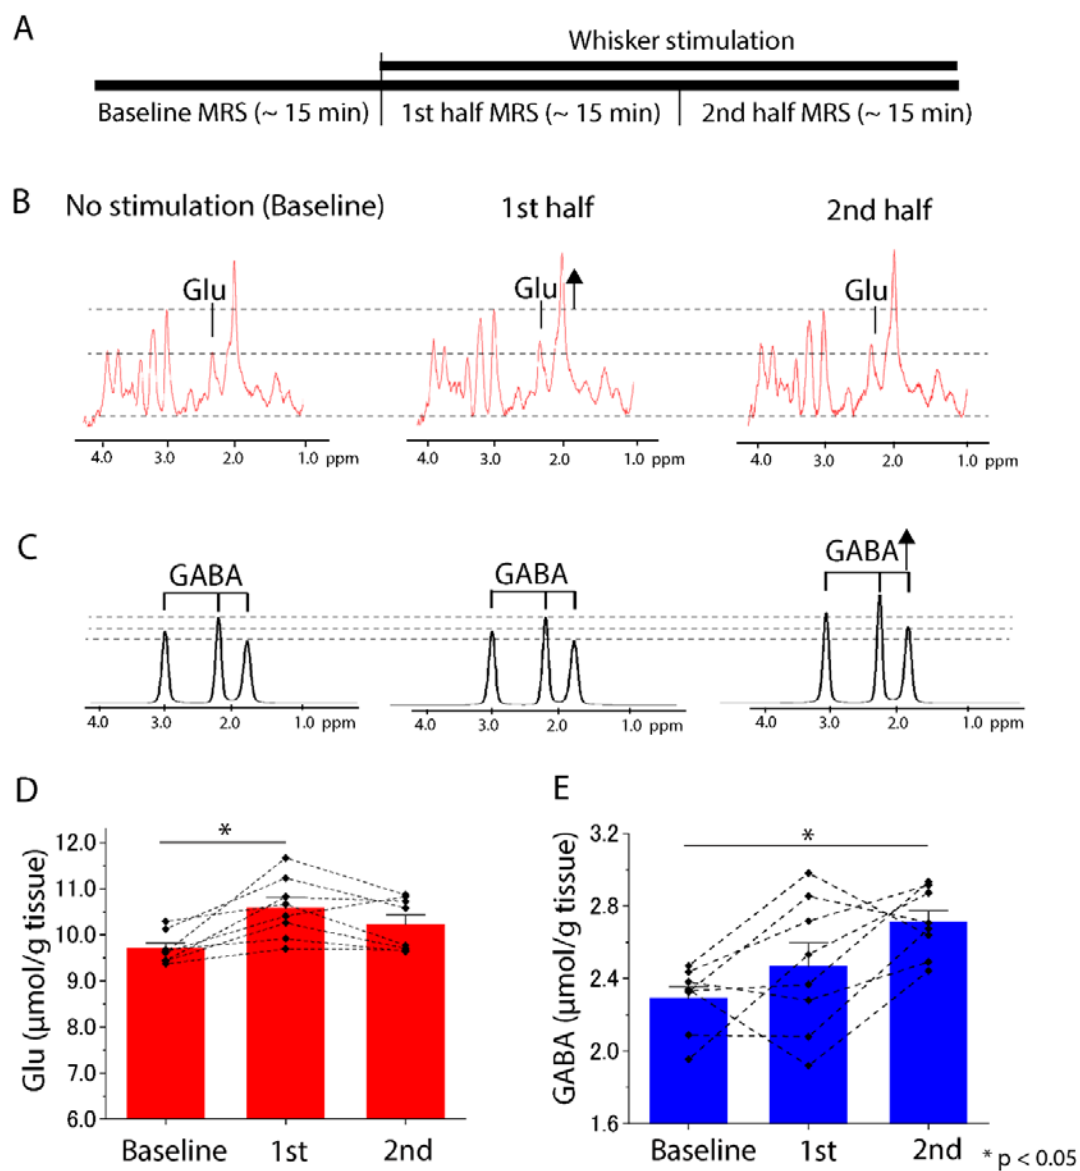 A
Whisker stimulation
Baseline MRS (~ 15 min)
1st half MRS (~ 15 min)
2nd half MRS (~ 15 min)
B
No stimulation (Baseline)
1st half
2nd half
Glu
Glu
Glu
4.0 3.0 2.0 1.0 ppm
4.0 3.0 2.0 1.0 ppm
4.0 3.0 2.0 1.0 ppm
C
GABA
GABA
GABA
4.0 3.0 2.0 1.0 ppm
4.0 3.0 2.0 1.0 ppm
4.0 3.0 2.0 1.0 ppm
D
*
Glu (μmol/g tissue)
12.0
11.0
10.0
9.0
8.0
7.0
6.0
Baseline 1st 2nd
E
*
GABA (μmol/g tissue)
3.2
2.8
2.4
2.0
1.6
Baseline 1st 2nd
* p < 0.05